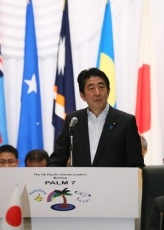 The 7th Pacific Islands Leaders
Meeting
PALM 7